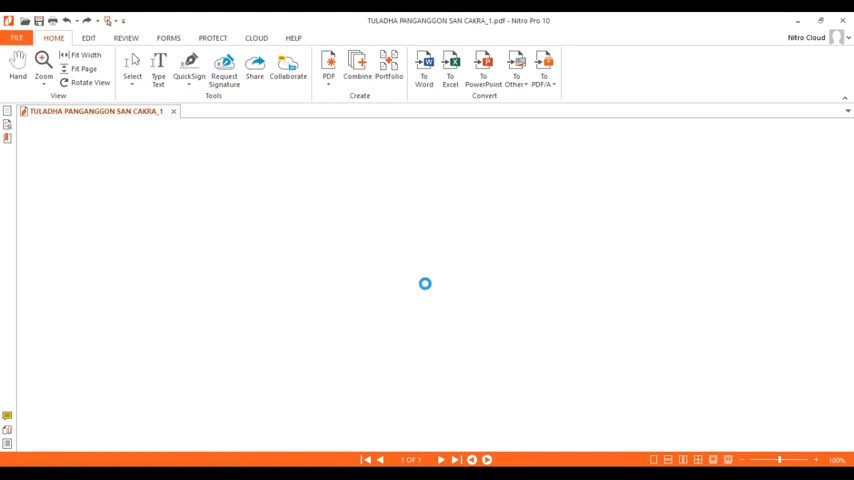 TULADHA PANGANGGON SAN CAKRA_1.pdf - Nitro Pro 10
FILE HOME EDIT REVIEW FORMS PROTECT CLOUD HELP Nitro Cloud
Hand
Zoom
Fit Width
Fit Page
Rotate View
View
Select
Type Text
QuickSign
Request Signature
Share
Collaborate
Tools
PDF
Combine
Portfolio
Create
To Word
To Excel
To PowerPoint
To Other
To PDF/A
Convert
TULADHA PANGANGGON SAN CAKRA_1
1 OF 1
100%